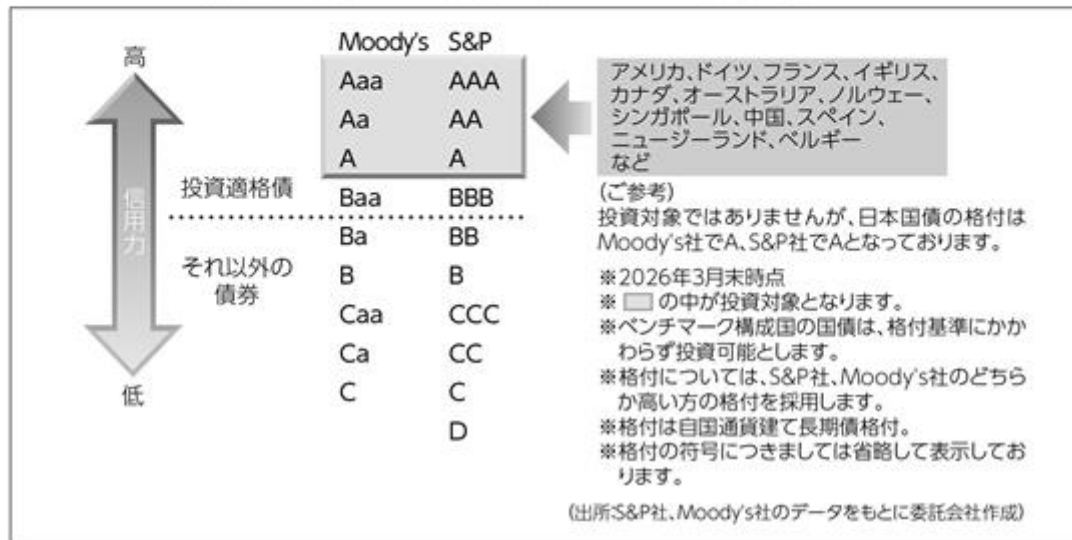 Moody's S&P
高
Aaa AAA
Aa AA
A A
投資適格債
Baa BBB
信用力
Ba BB
それ以外の
債券
B B
Caa CCC
Ca CC
低
C C
D
アメリカ、ドイツ、フランス、イギリス、
カナダ、オーストラリア、ノルウェー、
シンガポール、中国、スペイン、
ニュージーランド、ベルギー
など
(ご参考)
投資対象ではありませんが、日本国債の格付は
Moody's社でA、S&P社でAとなっております。
※2026年3月末時点
※ の中が投資対象となります。
※ベンチマーク構成国の国債は、格付基準にかか
わらず投資可能とします。
※格付については、S&P社、Moody's社のどちら
か高い方の格付を採用します。
※格付は自国通貨建て長期債格付。
※格付の符号につきましては省略して表示してお
ります。
(出所:S&P社、Moody's社のデータをもとに委託会社作成)